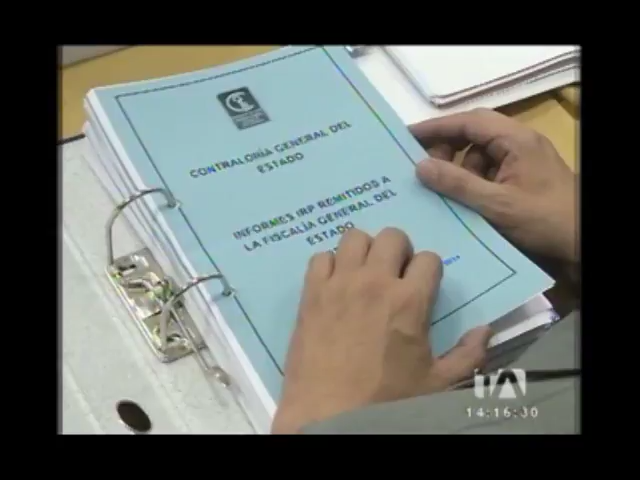 CONTRALORÍA GENERAL DEL
ESTADO
INFORMES IRP REMITIDOS A
LA FISCALÍA GENERAL DEL
ESTADO
14:16:30